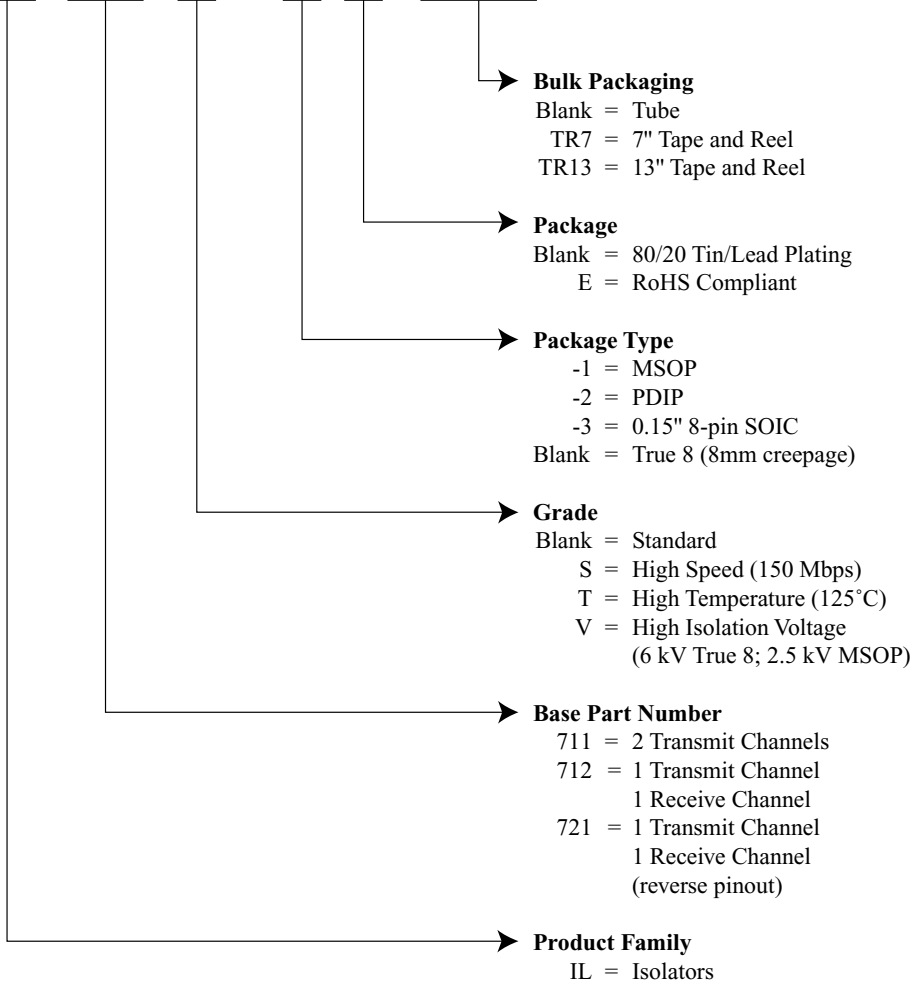 Bulk Packaging
Blank = Tube
TR7 = 7" Tape and Reel
TR13 = 13" Tape and Reel
Package
Blank = 80/20 Tin/Lead Plating
E = RoHS Compliant
Package Type
-1 = MSOP
-2 = PDIP
-3 = 0.15" 8-pin SOIC
Blank = True 8 (8mm creepage)
Grade
Blank = Standard
S = High Speed (150 Mbps)
T = High Temperature (125˚C)
V = High Isolation Voltage
(6 kV True 8; 2.5 kV MSOP)
Base Part Number
711 = 2 Transmit Channels
712 = 1 Transmit Channel
1 Receive Channel
721 = 1 Transmit Channel
1 Receive Channel
(reverse pinout)
Product Family
IL = Isolators